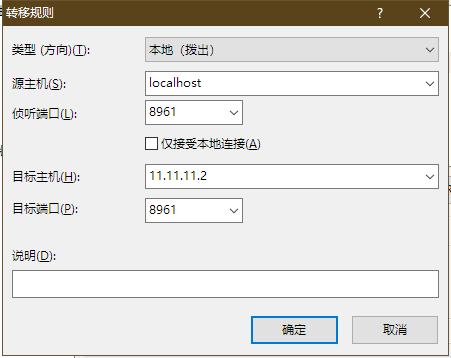 转移规则
类型 (方向)(T): 本地（拨出）
源主机(S): localhost
侦听端口(L): 8961
仅接受本地连接(A)
目标主机(H): 11.11.11.2
目标端口(P): 8961
说明(D):
确定 取消